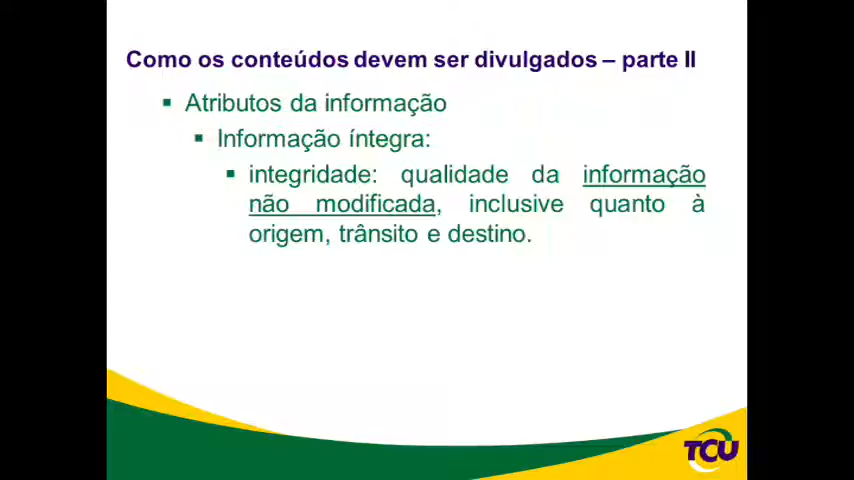 Como os conteúdos devem ser divulgados – parte II
▪ Atributos da informação
▪ Informação íntegra:
▪ integridade: qualidade da informação
não modificada, inclusive quanto à
origem, trânsito e destino.
TCU